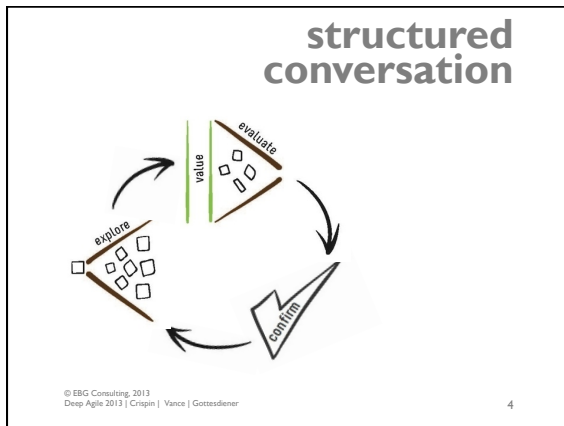 structured
conversation
explore
value
evaluate
confirm
© EBG Consulting, 2013
Deep Agile 2013 | Crispin | Vance | Gottesdiener
4